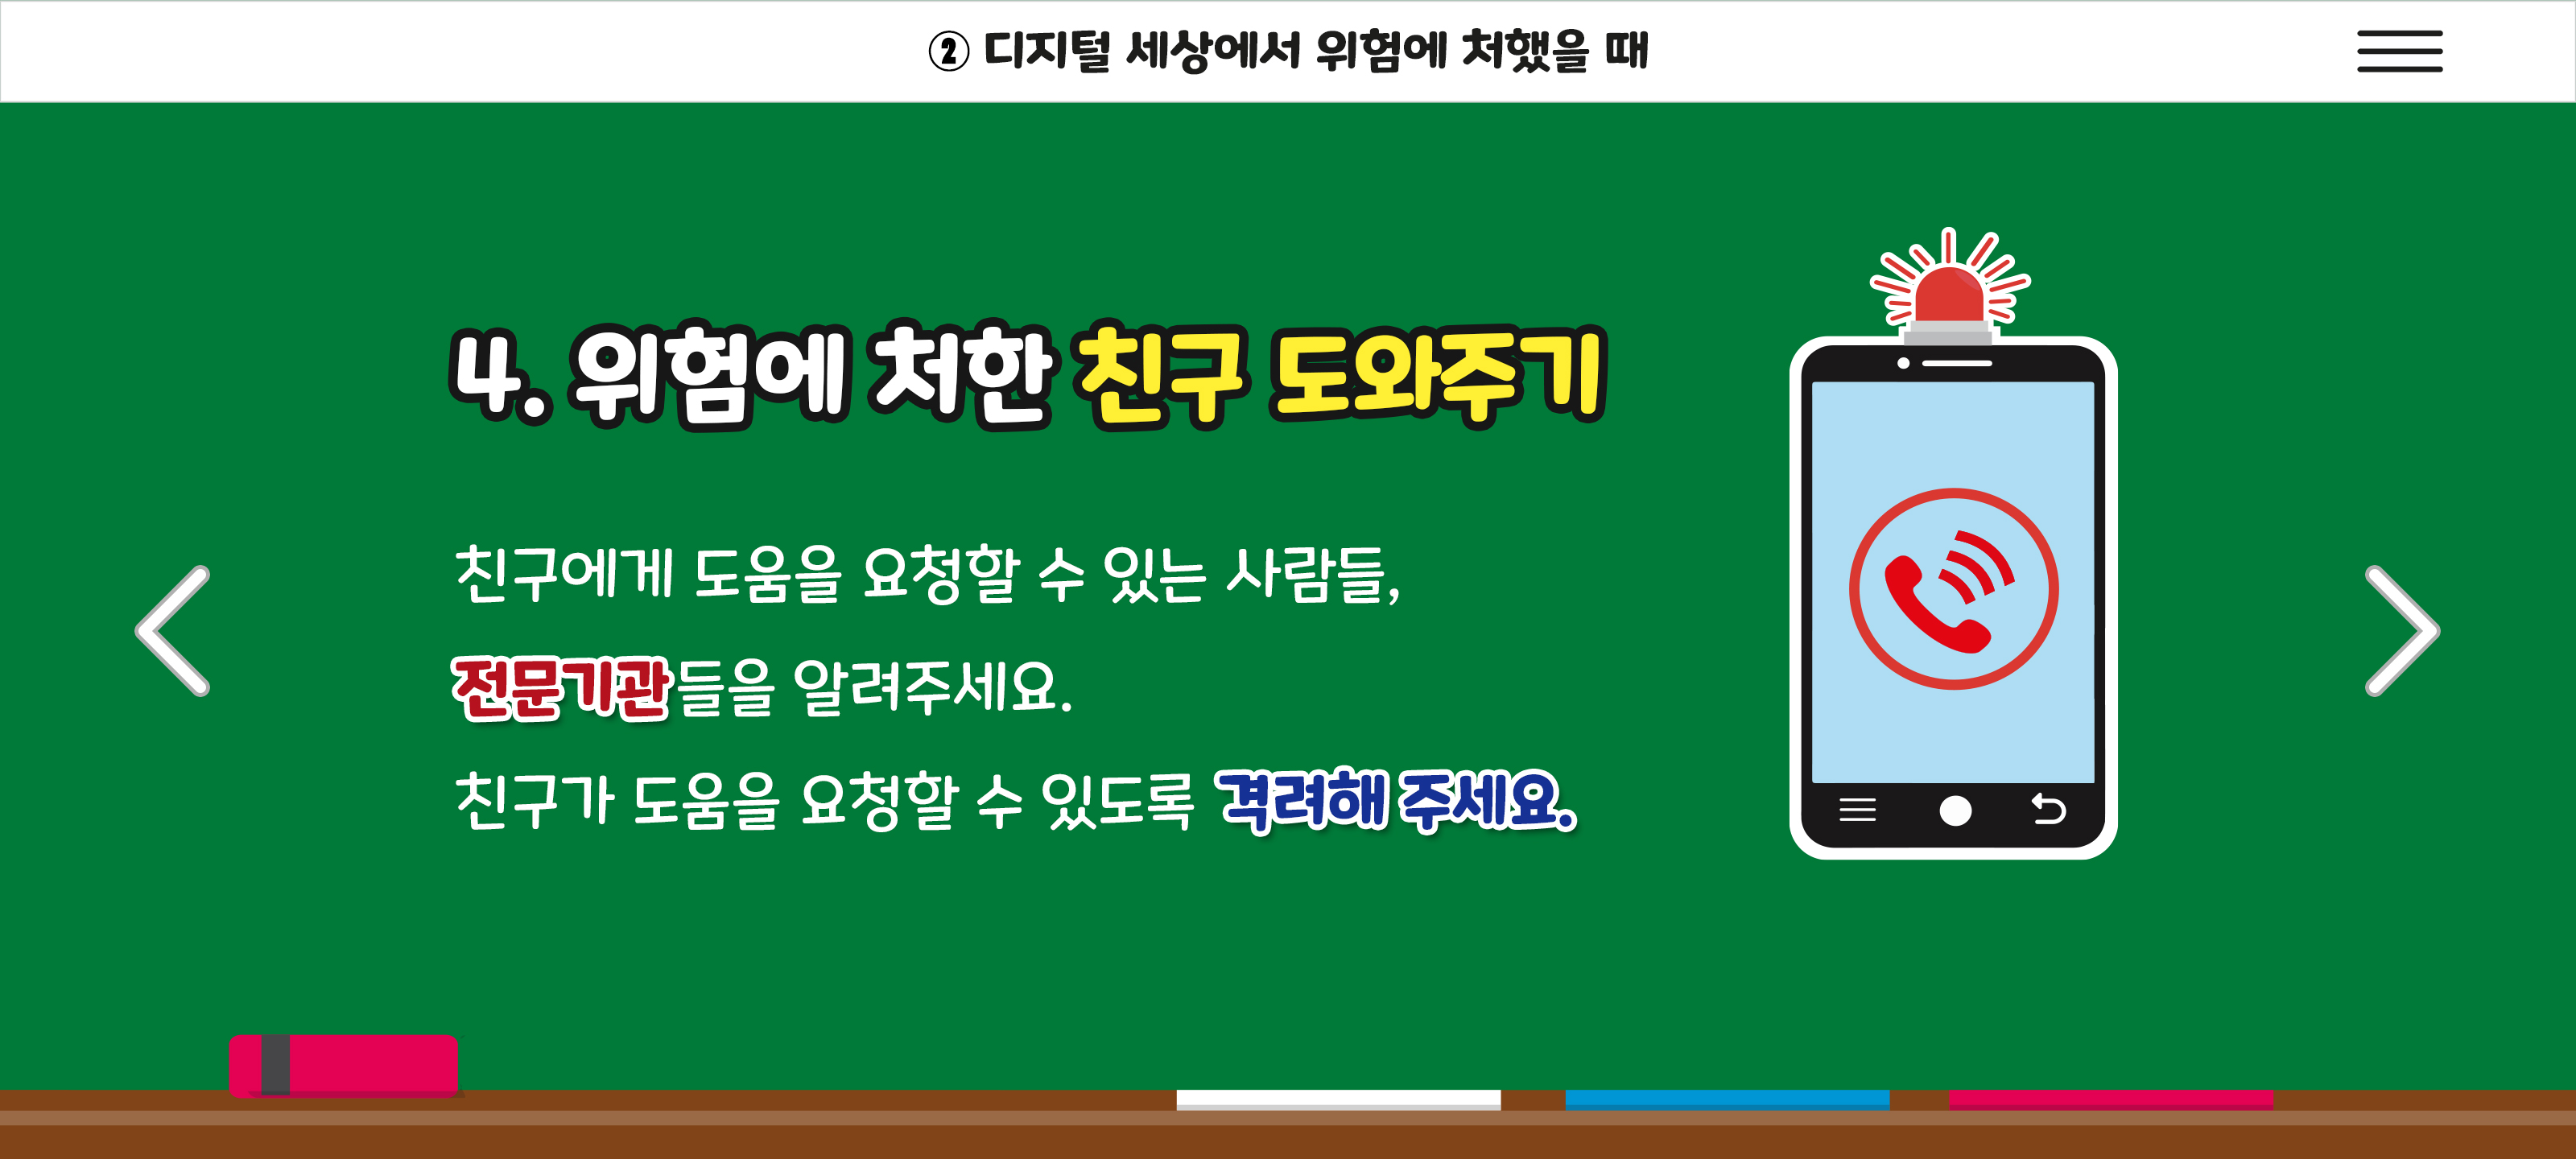 ② 디지털 세상에서 위험에 처했을 때
4. 위험에 처한 친구 도와주기
친구에게 도움을 요청할 수 있는 사람들,
전문기관들을 알려주세요.
친구가 도움을 요청할 수 있도록 격려해 주세요.